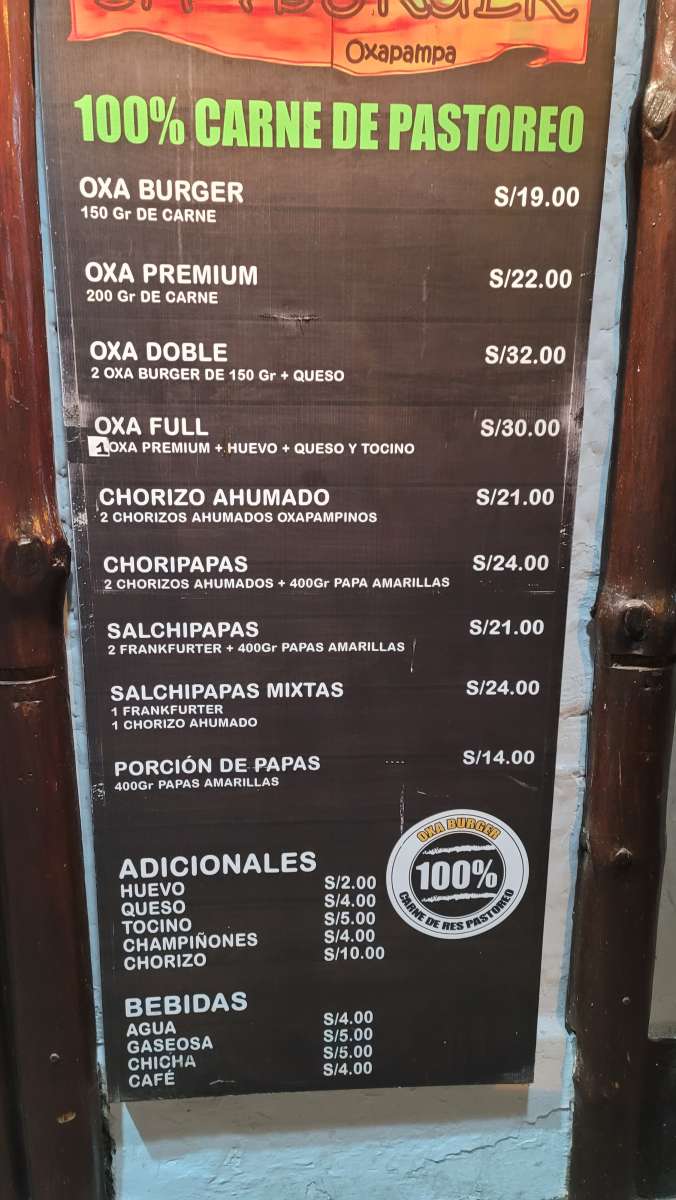 Oxapampa
100% CARNE DE PASTOREO
OXA BURGER S/19.00
150 Gr DE CARNE
OXA PREMIUM S/22.00
200 Gr DE CARNE
OXA DOBLE S/32.00
2 OXA BURGER DE 150 Gr + QUESO
OXA FULL S/30.00
1 OXA PREMIUM + HUEVO + QUESO Y TOCINO
CHORIZO AHUMADO S/21.00
2 CHORIZOS AHUMADOS OXAPAMPINOS
CHORIPAPAS S/24.00
2 CHORIZOS AHUMADOS + 400Gr PAPA AMARILLAS
SALCHIPAPAS S/21.00
2 FRANKFURTER + 400Gr PAPAS AMARILLAS
SALCHIPAPAS MIXTAS S/24.00
1 FRANKFURTER
1 CHORIZO AHUMADO
PORCIÓN DE PAPAS S/14.00
400Gr PAPAS AMARILLAS
OXA BURGER
100%
CARNE DE RES PASTOREO
ADICIONALES
HUEVO S/2.00
QUESO S/4.00
TOCINO S/5.00
CHAMPIÑONES S/4.00
CHORIZO S/10.00
BEBIDAS
AGUA S/4.00
GASEOSA S/5.00
CHICHA S/5.00
CAFÉ S/4.00